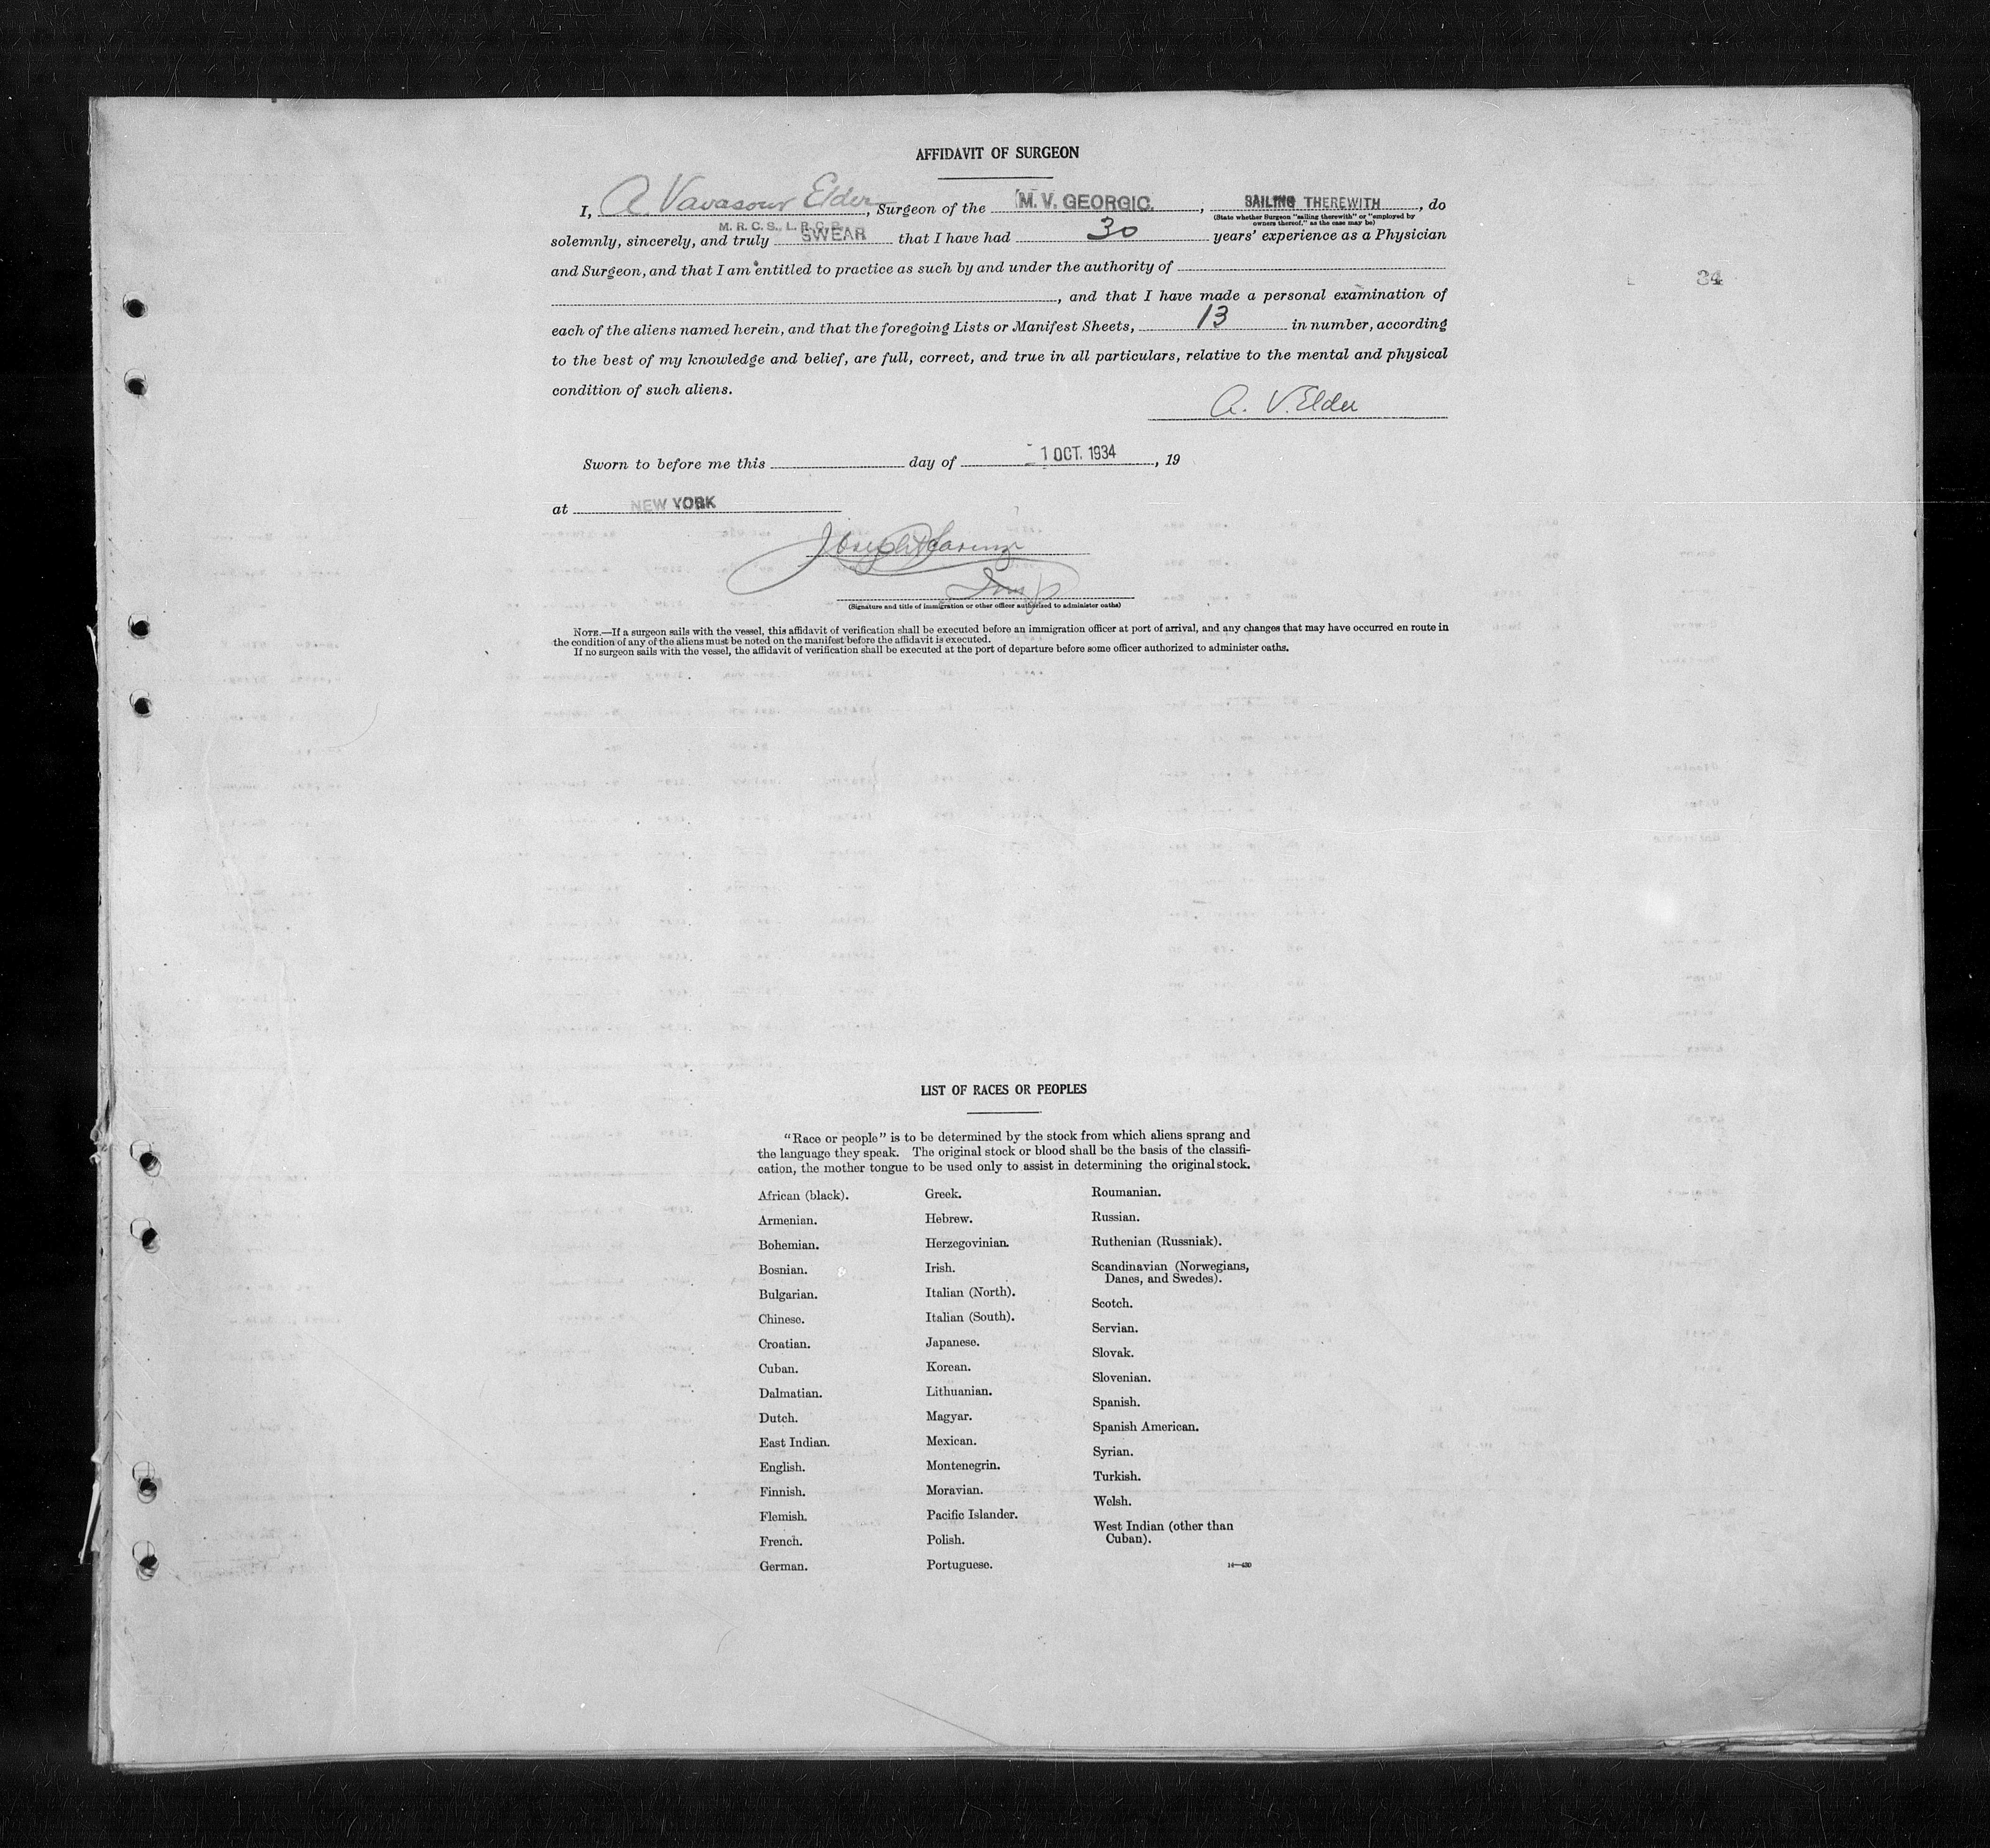 AFFIDAVIT OF SURGEON
I, A. Vavasour Elder, Surgeon of the M. V. GEORGIC., SAILING THEREWITH, do
(State whether Surgeon "sailing therewith" or "employed by
owners thereof," as the case may be)
M. R. C. S., L. R. C. P.
solemnly, sincerely, and truly SWEAR that I have had 30 years' experience as a Physician
and Surgeon, and that I am entitled to practice as such by and under the authority of
, and that I have made a personal examination of
34
each of the aliens named herein, and that the foregoing Lists or Manifest Sheets, 13 in number, according
to the best of my knowledge and belief, are full, correct, and true in all particulars, relative to the mental and physical
condition of such aliens.
A. V. Elder
Sworn to before me this day of 1 OCT. 1934, 19
at NEW YORK
Joseph
Insp
(Signature and title of immigration or other officer authorized to administer oaths)
NOTE.—If a surgeon sails with the vessel, this affidavit of verification shall be executed before an immigration officer at port of arrival, and any changes that may have occurred en route in
the condition of any of the aliens must be noted on the manifest before the affidavit is executed.
If no surgeon sails with the vessel, the affidavit of verification shall be executed at the port of departure before some officer authorized to administer oaths.
LIST OF RACES OR PEOPLES
"Race or people" is to be determined by the stock from which aliens sprang and
the language they speak. The original stock or blood shall be the basis of the classifi-
cation, the mother tongue to be used only to assist in determining the original stock.
African (black).
Armenian.
Bohemian.
Bosnian.
Bulgarian.
Chinese.
Croatian.
Cuban.
Dalmatian.
Dutch.
East Indian.
English.
Finnish.
Flemish.
French.
German.
Greek.
Hebrew.
Herzegovinian.
Irish.
Italian (North).
Italian (South).
Japanese.
Korean.
Lithuanian.
Magyar.
Mexican.
Montenegrin.
Moravian.
Pacific Islander.
Polish.
Portuguese.
Roumanian.
Russian.
Ruthenian (Russniak).
Scandinavian (Norwegians,
Danes, and Swedes).
Scotch.
Servian.
Slovak.
Slovenian.
Spanish.
Spanish American.
Syrian.
Turkish.
Welsh.
West Indian (other than
Cuban).
14—430